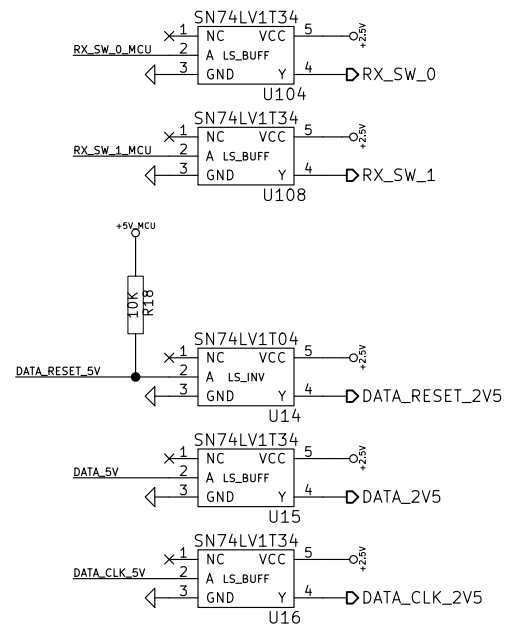 SN74LV1T34
1 NC VCC 5 +2.5V
RX_SW_0_MCU 2 A LS_BUFF
3 GND Y 4 RX_SW_0
U104
SN74LV1T34
1 NC VCC 5 +2.5V
RX_SW_1_MCU 2 A LS_BUFF
3 GND Y 4 RX_SW_1
U108
+5V_MCU
10K R18
SN74LV1T04
1 NC VCC 5 +2.5V
DATA_RESET_5V 2 A LS_INV
3 GND Y 4 DATA_RESET_2V5
U14
SN74LV1T34
1 NC VCC 5 +2.5V
DATA_5V 2 A LS_BUFF
3 GND Y 4 DATA_2V5
U15
SN74LV1T34
1 NC VCC 5 +2.5V
DATA_CLK_5V 2 A LS_BUFF
3 GND Y 4 DATA_CLK_2V5
U16